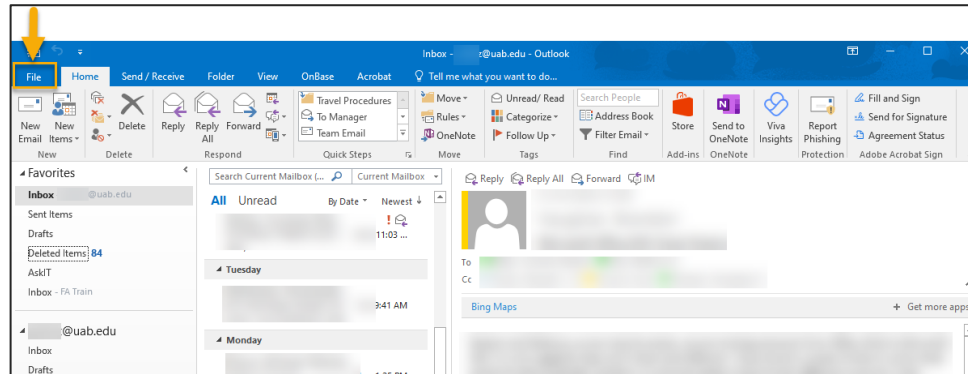 Inbox - z@uab.edu - Outlook
File Home Send / Receive Folder View OnBase Acrobat Tell me what you want to do...
New Email
New Items
Delete
Reply
Reply All
Forward
Travel Procedures
To Manager
Team Email
Move
Rules
OneNote
Unread/ Read
Categorize
Follow Up
Search People
Address Book
Filter Email
Store
Send to OneNote
Viva Insights
Report Phishing
Fill and Sign
Send for Signature
Agreement Status
New Delete Respond Quick Steps Move Tags Find Add-ins OneNote Protection Adobe Acrobat Sign
Favorites
Inbox @uab.edu
Sent Items
Drafts
Deleted Items 84
AskIT
Inbox - FA Train
@uab.edu
Inbox
Drafts
Search Current Mailbox (... Current Mailbox
All Unread By Date Newest
! 11:03 ...
Tuesday
9:41 AM
Monday
Reply Reply All Forward IM
To
Cc
Bing Maps + Get more apps